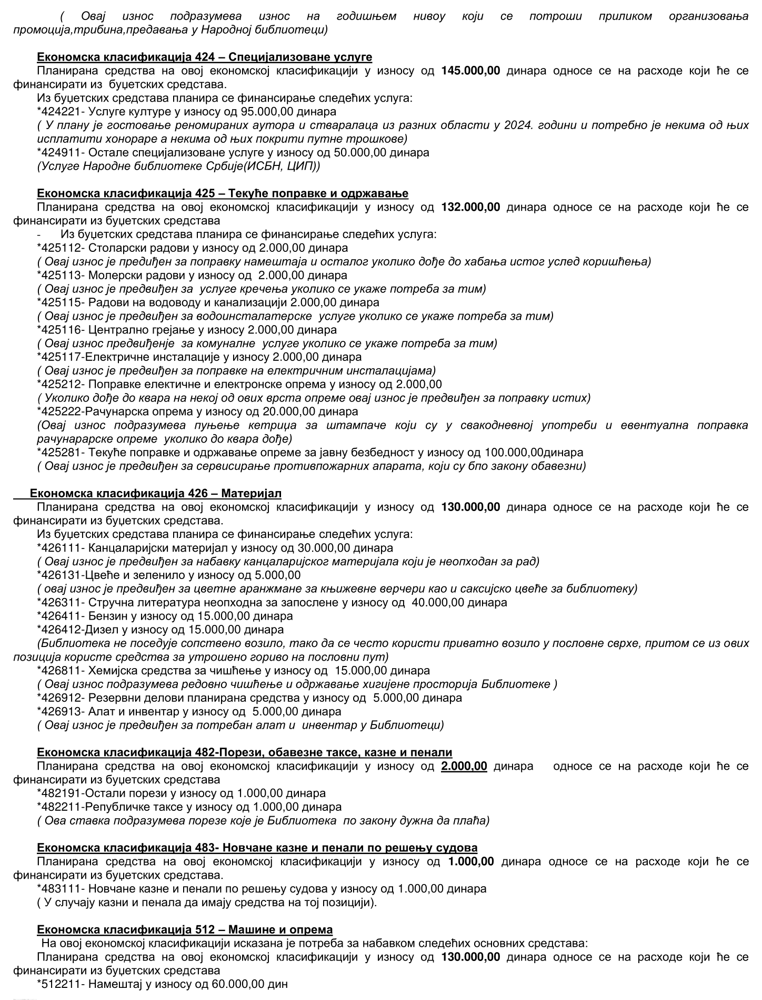 ( Овај износ подразумева износ на годишњем нивоу који се потроши приликом организовања
промоција,трибина,предавања у Народној библиотеци)
Економска класификација 424 – Специјализоване услуге
Планирана средства на овој економској класификацији у износу од 145.000,00 динара односе се на расходе који ће се
финансирати из буџетских средстава.
Из буџетских средстава планира се финансирање следећих услуга:
*424221- Услуге културе у износу од 95.000,00 динара
( У плану је гостовање реномираних аутора и стваралаца из разних области у 2024. години и потребно је некима од њих
исплатити хонораре а некима од њих покрити путне трошкове)
*424911- Остале специјализоване услуге у износу од 50.000,00 динара
(Услуге Народне библиотеке Србије(ИСБН, ЦИП))
Економска класификација 425 – Текуће поправке и одржавање
Планирана средства на овој економској класификацији у износу од 132.000,00 динара односе се на расходе који ће се
финансирати из буџетских средстава
- Из буџетских средстава планира се финансирање следећих услуга:
*425112- Столарски радови у износу од 2.000,00 динара
( Овај износ је предиђен за поправку намештаја и осталог уколико дође до хабања истог услед коришћења)
*425113- Молерски радови у износу од 2.000,00 динара
( Овај износ је предвиђен за услуге кречења уколико се укаже потреба за тим)
*425115- Радови на водоводу и канализацији 2.000,00 динара
( Овај износ је предвиђен за водоинсталатерске услуге уколико се укаже потреба за тим)
*425116- Централно грејање у износу 2.000,00 динара
( Овај износ предвиђенје за комуналне услуге уколико се укаже потреба за тим)
*425117-Електричне инсталације у износу 2.000,00 динара
( Овај износ је предвиђен за поправке на електричним инсталацијама)
*425212- Поправке електичне и електронске опрема у износу од 2.000,00
( Уколико дође до квара на некој од ових врста опреме овај износ је предвиђен за поправку истих)
*425222-Рачунарска опрема у износу од 20.000,00 динара
(Овај износ подразумева пуњење кетриџа за штампаче који су у свакодневној употреби и евентуална поправка
рачунарарске опреме уколико до квара дође)
*425281- Текуће поправке и одржавање опреме за јавну безбедност у износу од 100.000,00динара
( Овај износ је предвиђен за сервисирање противпожарних апарата, који су бпо закону обавезни)
Економска класификација 426 – Материјал
Планирана средства на овој економској класификацији у износу од 130.000,00 динара односе се на расходе који ће се
финансирати из буџетских средстава.
Из буџетских средстава планира се финансирање следећих услуга:
*426111- Канцаларијски материјал у износу од 30.000,00 динара
( Овај износ је предвиђен за набавку канцаларијског материјала који је неопходан за рад)
*426131-Цвеће и зеленило у износу од 5.000,00
( овај износ је предвиђен за цветне аранжмане за књижевне верчери као и саксијско цвеће за библиотеку)
*426311- Стручна литература неопходна за запослене у износу од 40.000,00 динара
*426411- Бензин у износу од 15.000,00 динара
*426412-Дизел у износу од 15.000,00 динара
(Библиотека не поседује сопствено возило, тако да се често користи приватно возило у пословне сврхе, притом се из ових
позиција користе средства за утрошено гориво на пословни пут)
*426811- Хемијска средства за чишћење у износу од 15.000,00 динара
( Овај износ подразумева редовно чишћење и одржавање хигијене просторија Библиотеке )
*426912- Резервни делови планирана средства у износу од 5.000,00 динара
*426913- Алат и инвентар у износу од 5.000,00 динара
( Овај износ је предвиђен за потребан алат и инвентар у Библиотеци)
Економска класификација 482-Порези, обавезне таксе, казне и пенали
Планирана средства на овој економској класификацији у износу од 2.000,00 динара односе се на расходе који ће се
финансирати из буџетских средстава
*482191-Остали порези у износу од 1.000,00 динара
*482211-Републичке таксе у износу од 1.000,00 динара
( Ова ставка подразумева порезе које је Библиотека по закону дужна да плаћа)
Економска класификација 483- Новчане казне и пенали по решењу судова
Планирана средства на овој економској класификацији у износу од 1.000,00 динара односе се на расходе који ће се
финансирати из буџетских средстава.
*483111- Новчане казне и пенали по решењу судова у износу од 1.000,00 динара
( У случају казни и пенала да имају средства на тој позицији).
Економска класификација 512 – Машине и опрема
На овој економској класификацији исказана је потреба за набавком следећих основних средстава:
Планирана средства на овој економској класификацији у износу од 130.000,00 динара односе се на расходе који ће се
финансирати из буџетских средстава
*512211- Намештај у износу од 60.000,00 дин